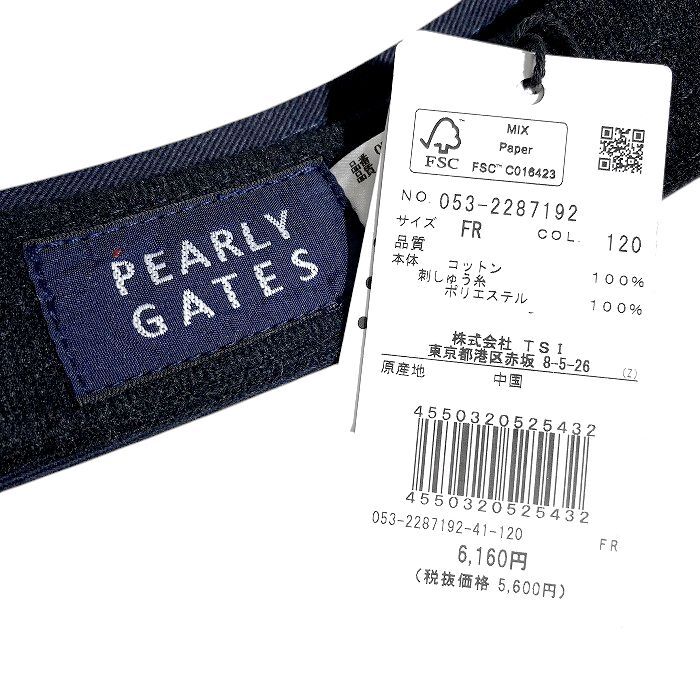 PEARLY
GATES
MIX
Paper
FSC
FSC™ C016423
NO. 053-2287192
サイズ FR COL. 120
品質
本体 コットン 100%
刺しゅう糸
ポリエステル 100%
株式会社 TSI
東京都港区赤坂 8-5-26 (Z)
原産地 中国
4550320525432
4550320525432
053-2287192-41-120 FR
6,160円
(税抜価格 5,600円)